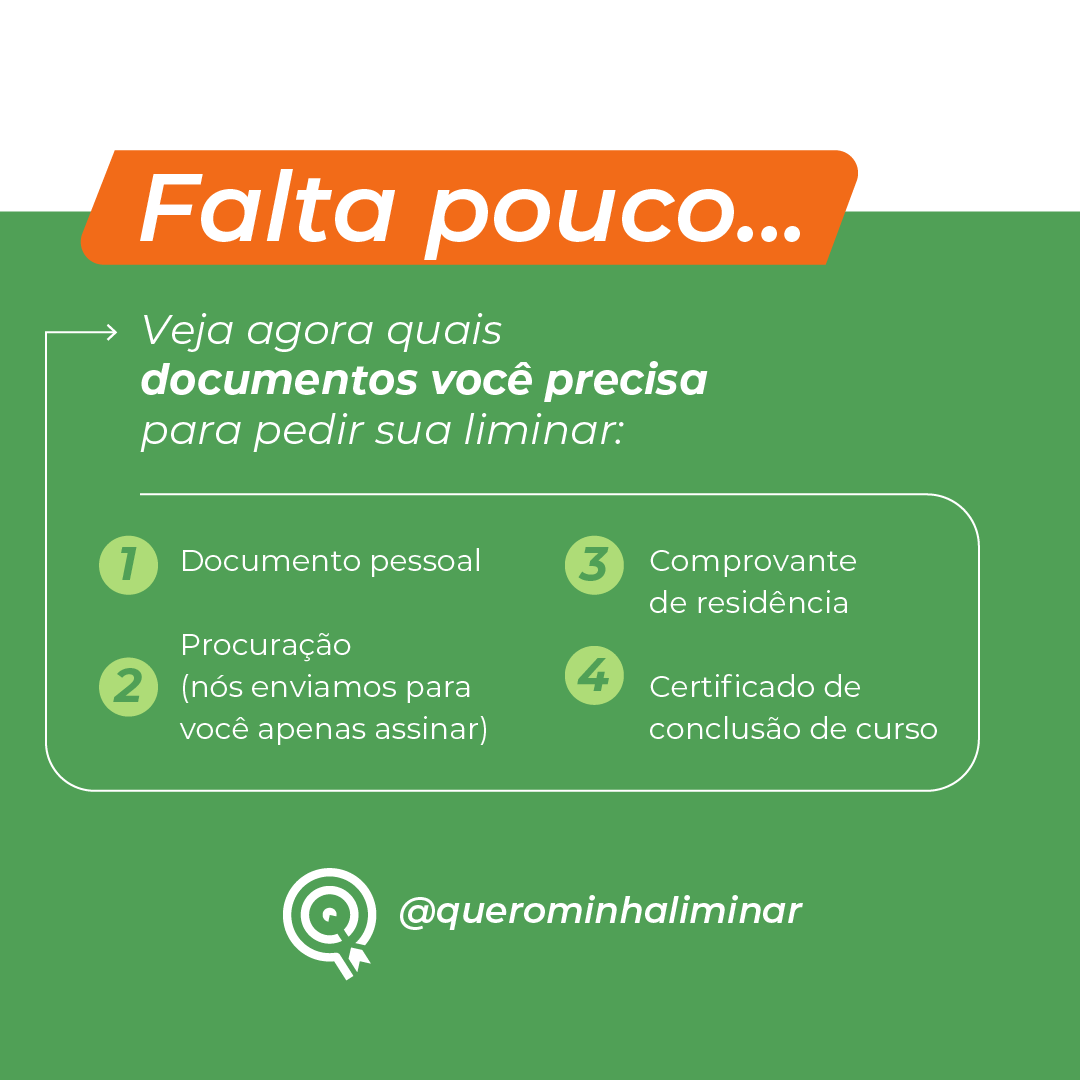 Falta pouco...
Veja agora quais
documentos você precisa
para pedir sua liminar:
1 Documento pessoal
2 Procuração
(nós enviamos para
você apenas assinar)
3 Comprovante
de residência
4 Certificado de
conclusão de curso
@querominhaliminar